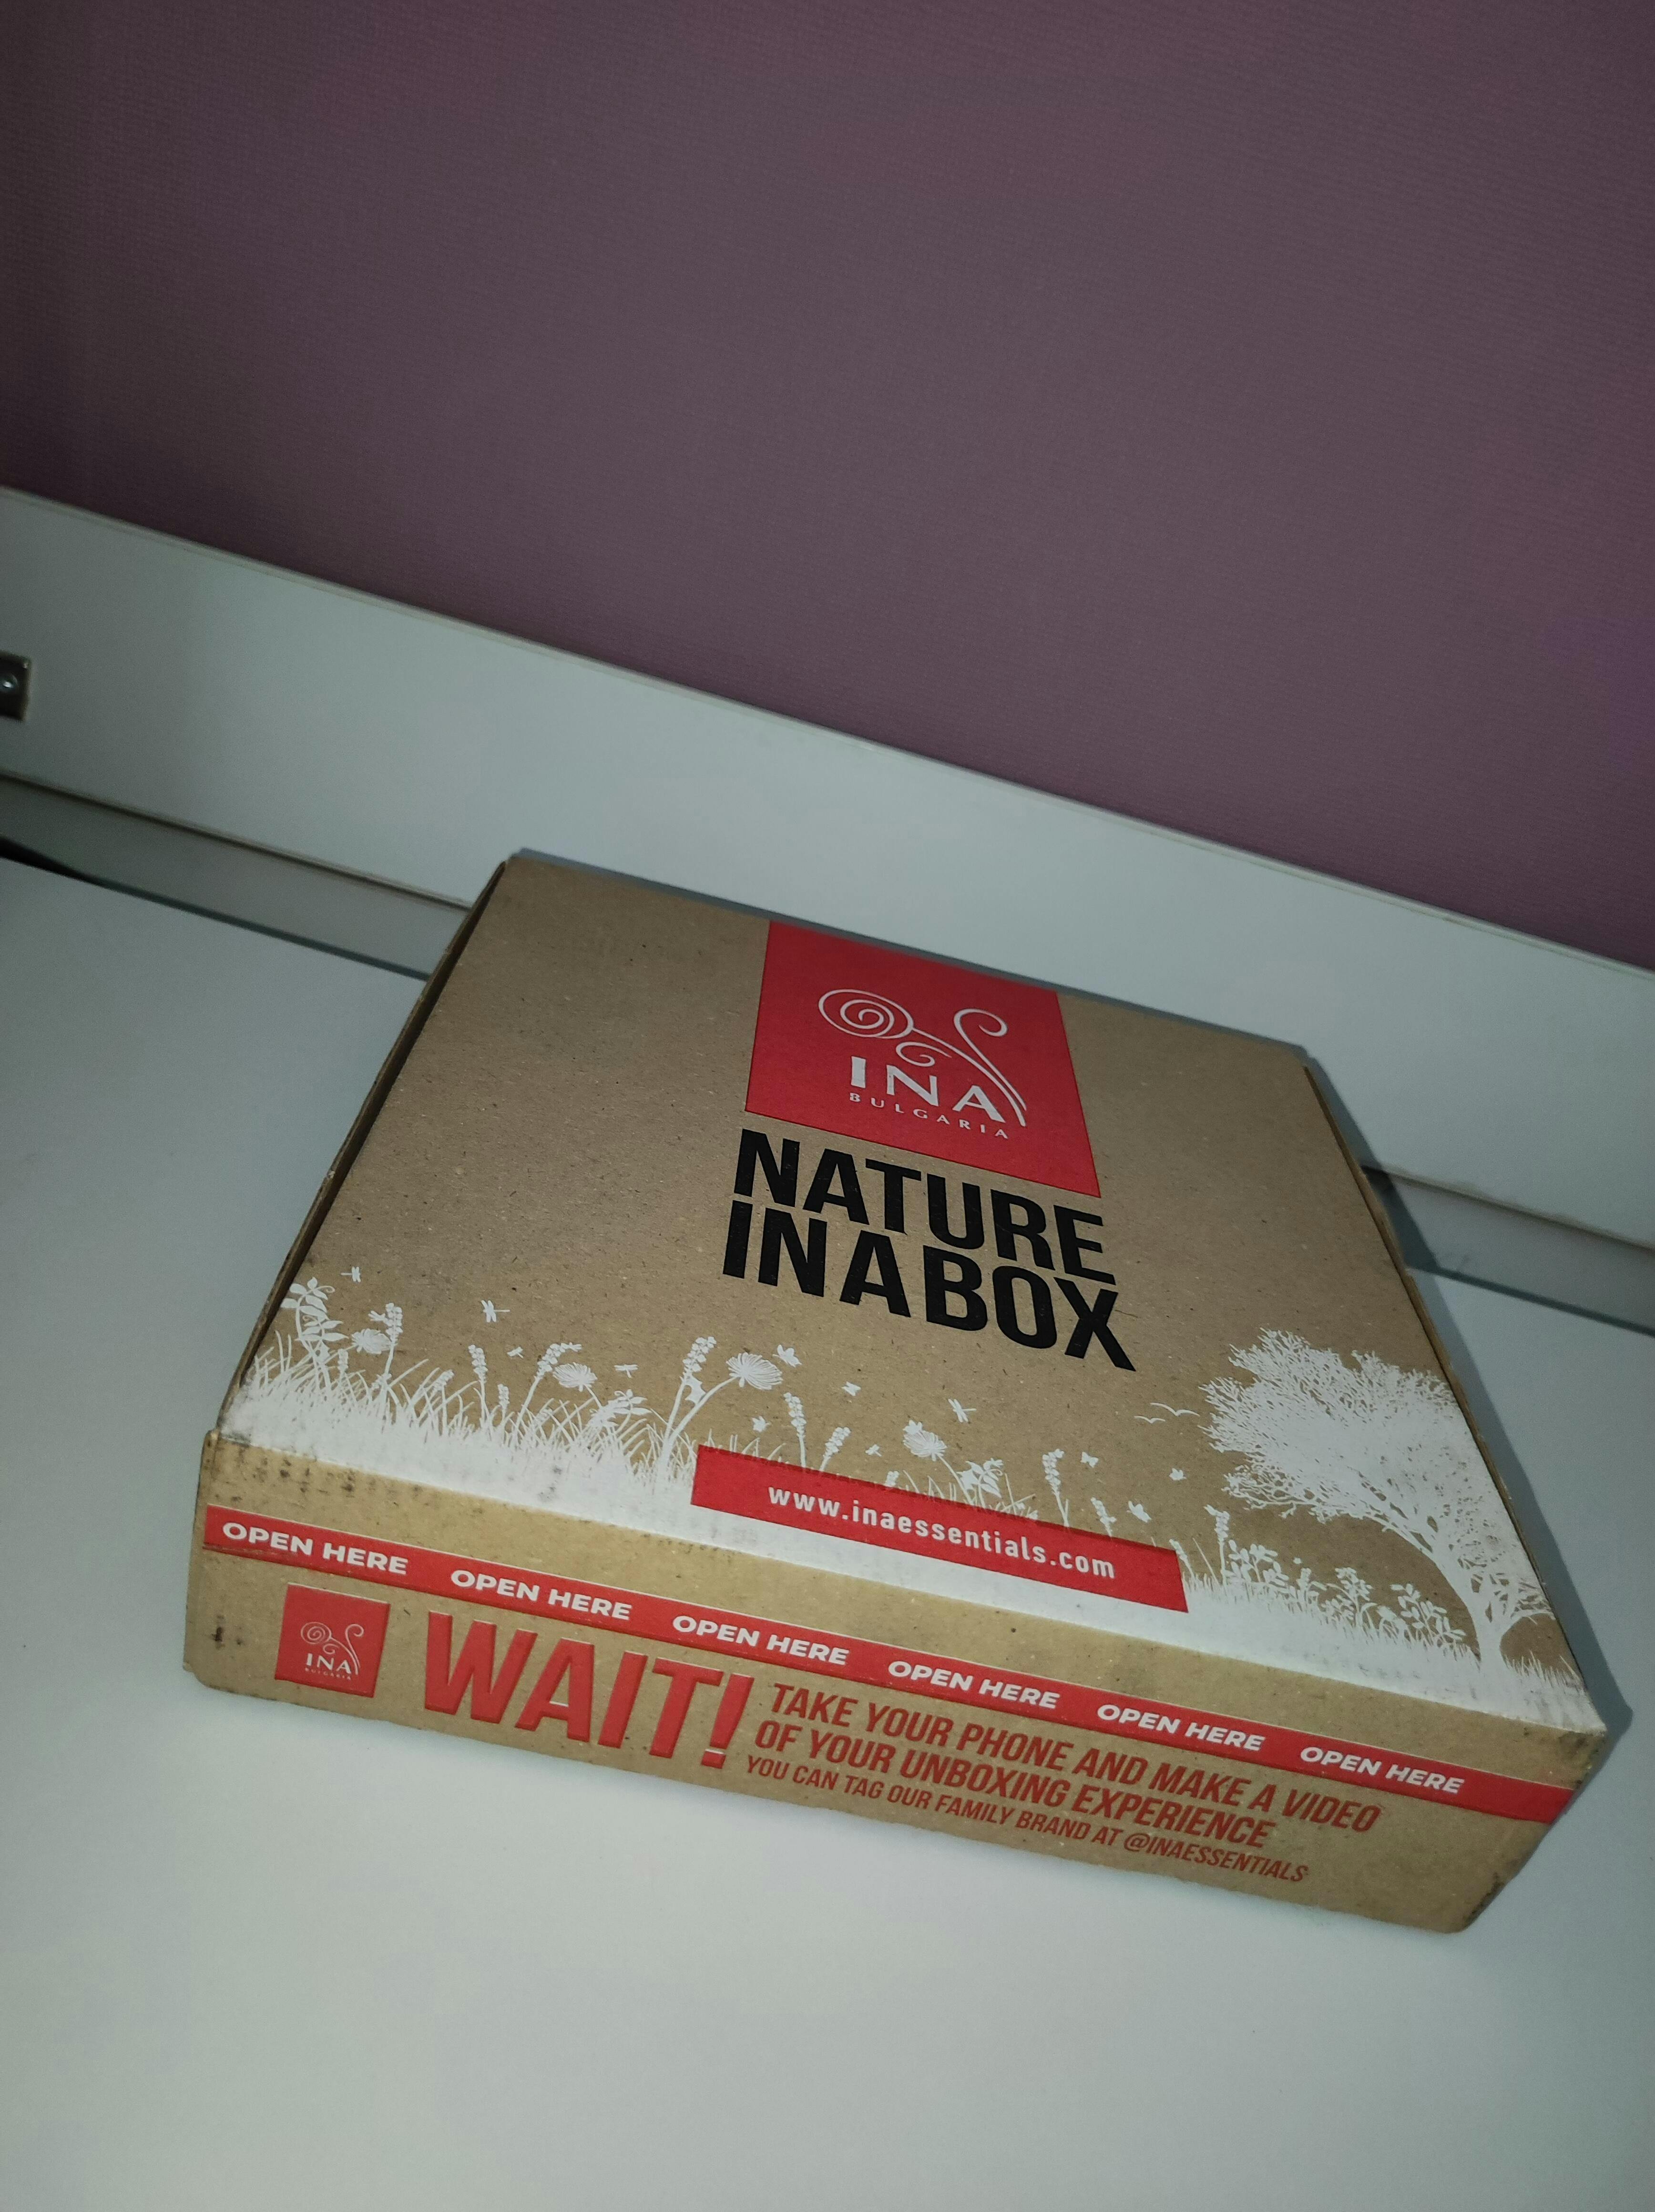 INA
BULGARIA
NATURE
IN A BOX
www.inaessentials.com
OPEN HERE OPEN HERE OPEN HERE OPEN HERE OPEN HERE OPEN HERE
INA
BULGARIA
WAIT!
TAKE YOUR PHONE AND MAKE A VIDEO
OF YOUR UNBOXING EXPERIENCE
YOU CAN TAG OUR FAMILY BRAND AT @INAESSENTIALS